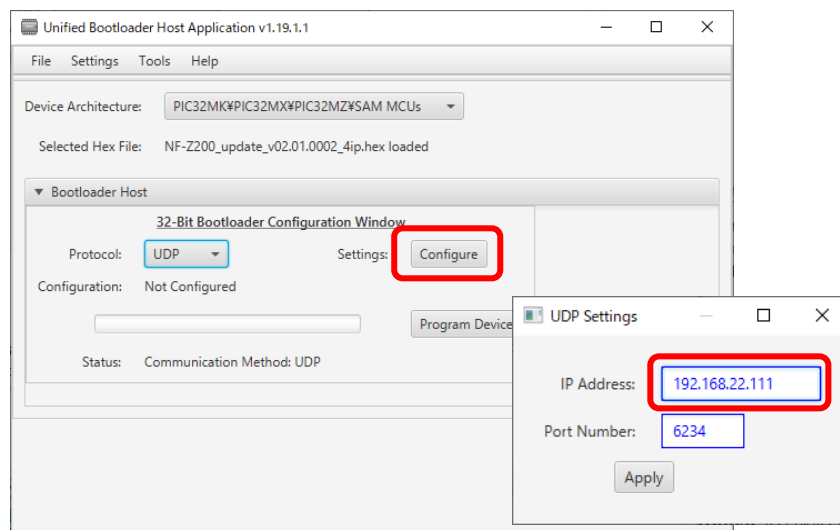 Unified Bootloader Host Application v1.19.1.1
File Settings Tools Help
Device Architecture: PIC32MK¥PIC32MX¥PIC32MZ¥SAM MCUs
Selected Hex File: NF-Z200_update_v02.01.0002_4ip.hex loaded
Bootloader Host
32-Bit Bootloader Configuration Window
Protocol: UDP Settings: Configure
Configuration: Not Configured
Program Device
Status: Communication Method: UDP
UDP Settings
IP Address: 192.168.22.111
Port Number: 6234
Apply